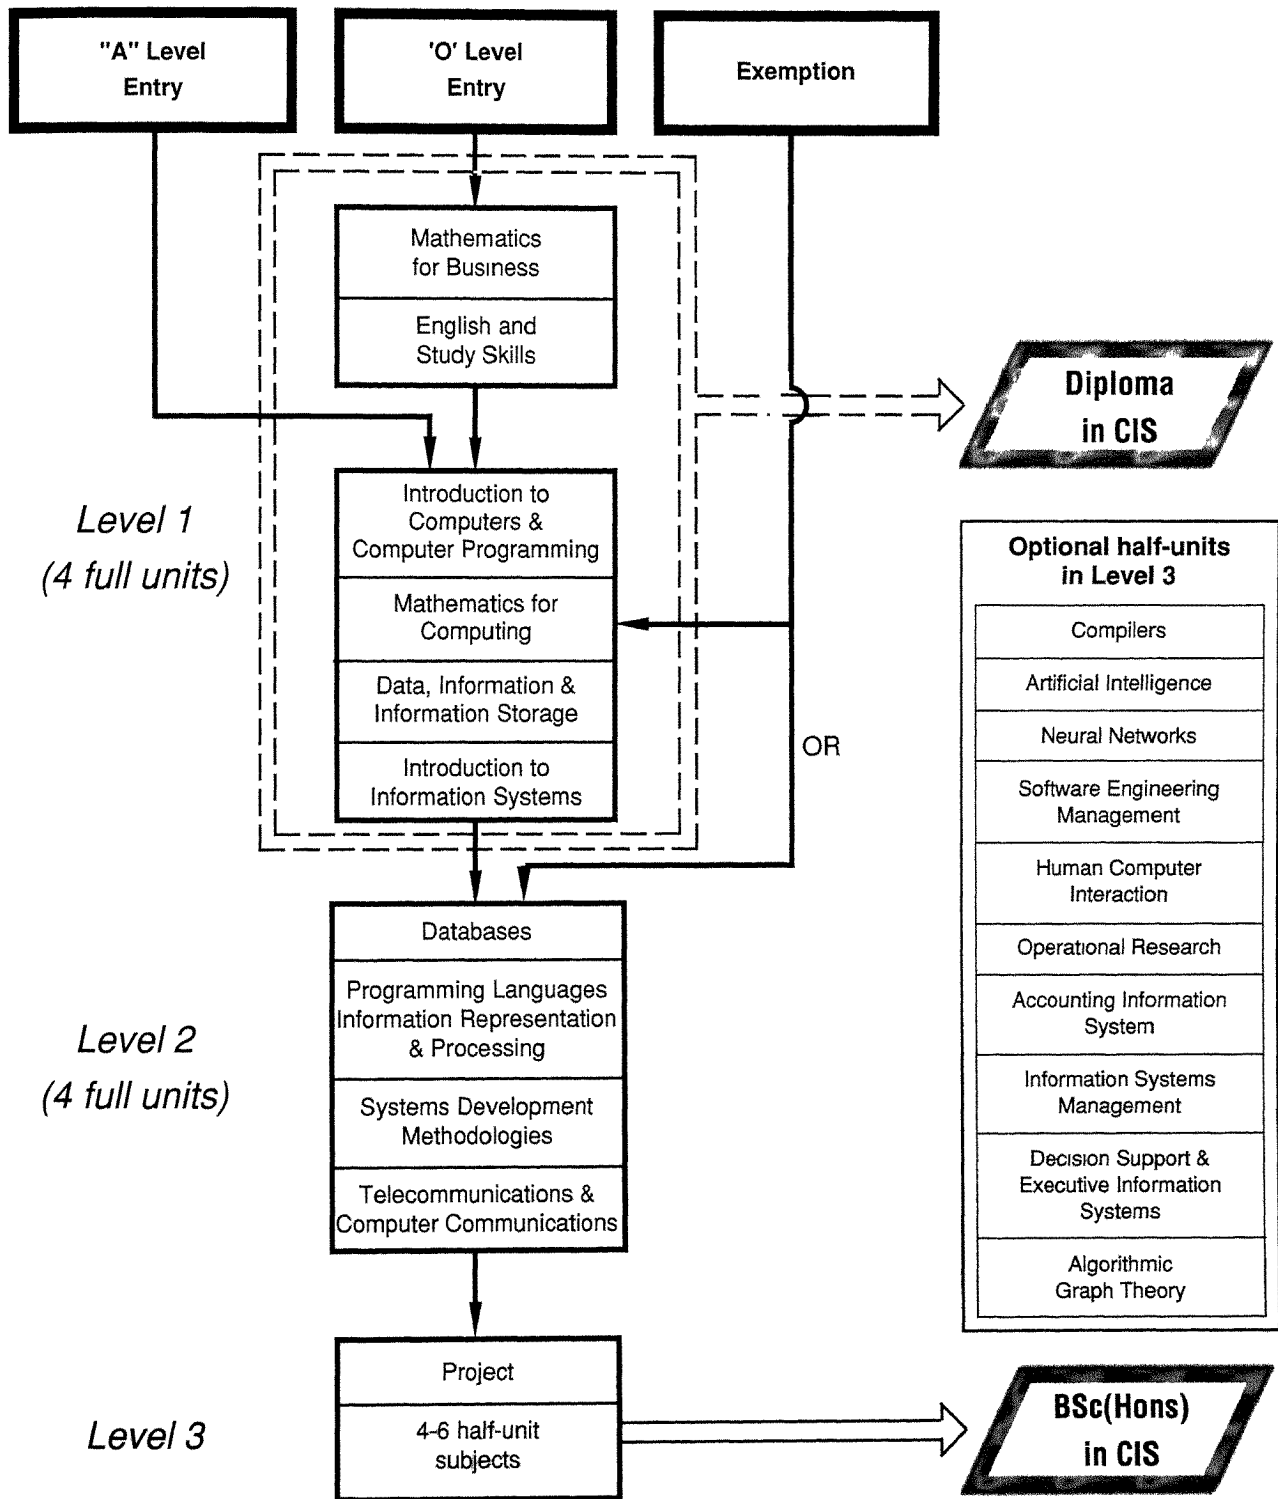 "A" Level
Entry
'O' Level
Entry
Exemption
Mathematics
for Business
English and
Study Skills
Diploma
in CIS
Level 1
(4 full units)
Introduction to
Computers &
Computer Programming
Mathematics for
Computing
Data, Information &
Information Storage
Introduction to
Information Systems
OR
Optional half-units
in Level 3
Compilers
Artificial Intelligence
Neural Networks
Software Engineering
Management
Human Computer
Interaction
Operational Research
Accounting Information
System
Information Systems
Management
Decision Support &
Executive Information
Systems
Algorithmic
Graph Theory
Level 2
(4 full units)
Databases
Programming Languages
Information Representation
& Processing
Systems Development
Methodologies
Telecommunications &
Computer Communications
Level 3
Project
4-6 half-unit
subjects
BSc(Hons)
in CIS